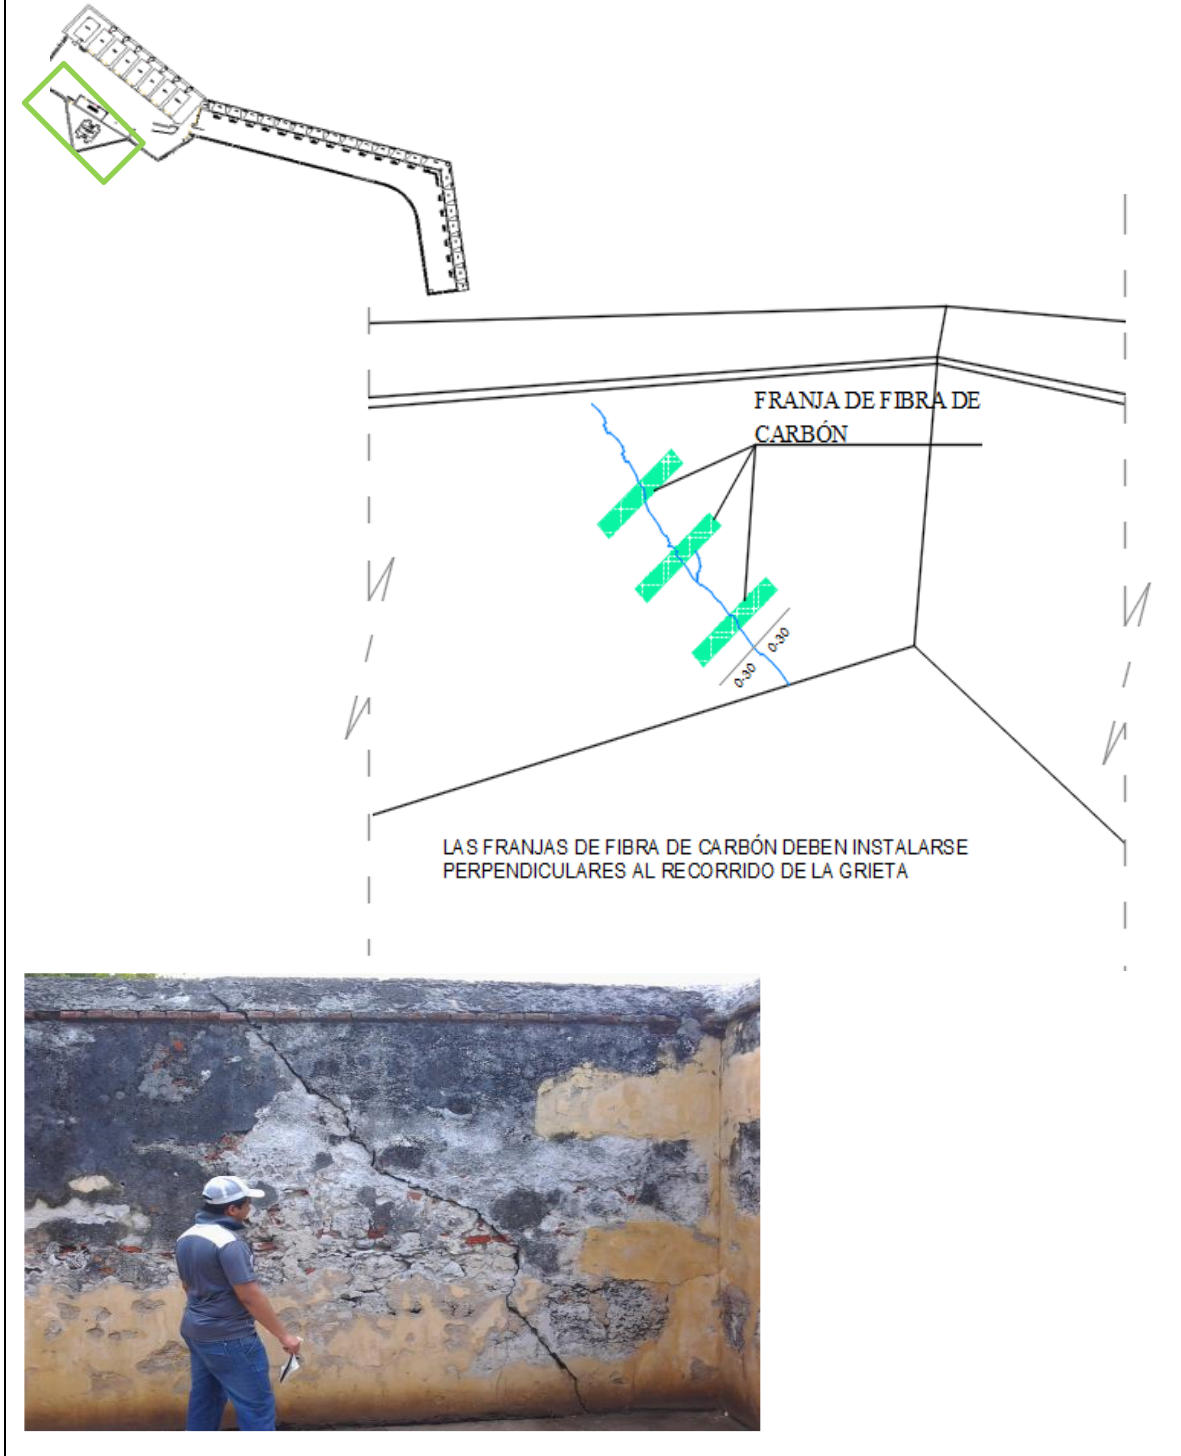 FRANJA DE FIBRA DE
CARBÓN
0-30
0-30
LAS FRANJAS DE FIBRA DE CARBÓN DEBEN INSTALARSE
PERPENDICULARES AL RECORRIDO DE LA GRIETA